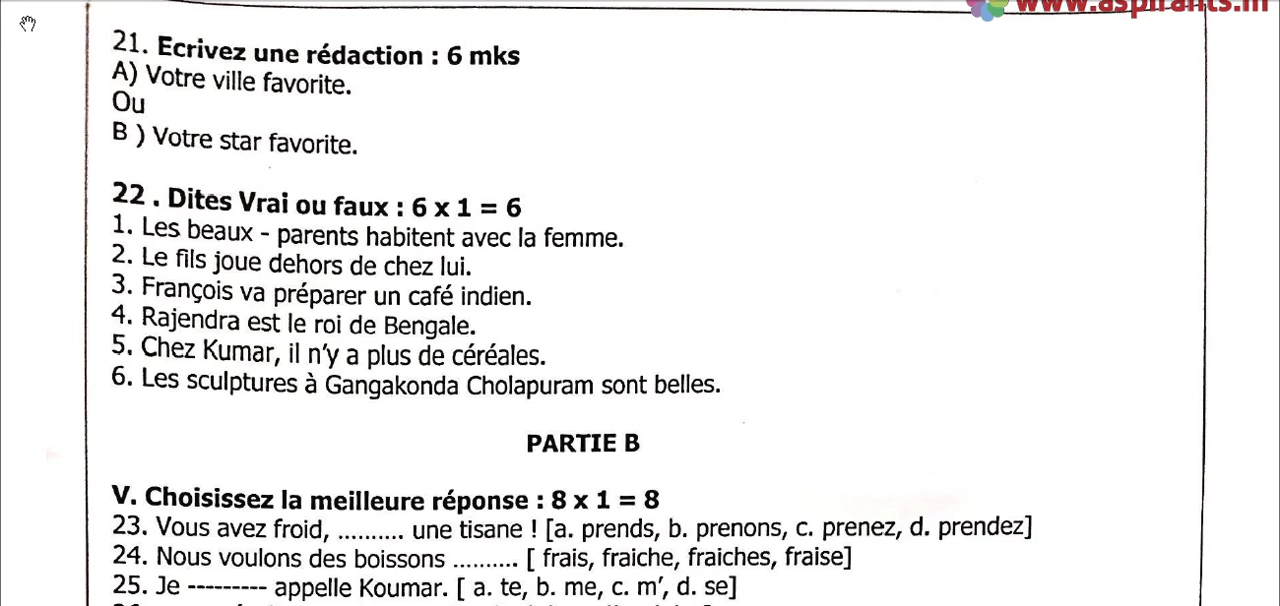 www.aspirants.in
21. Ecrivez une rédaction : 6 mks
A) Votre ville favorite.
Ou
B ) Votre star favorite.
22 . Dites Vrai ou faux : 6 x 1 = 6
1. Les beaux - parents habitent avec la femme.
2. Le fils joue dehors de chez lui.
3. François va préparer un café indien.
4. Rajendra est le roi de Bengale.
5. Chez Kumar, il n'y a plus de céréales.
6. Les sculptures à Gangakonda Cholapuram sont belles.
PARTIE B
V. Choisissez la meilleure réponse : 8 x 1 = 8
23. Vous avez froid, .......... une tisane ! [a. prends, b. prenons, c. prenez, d. prendez]
24. Nous voulons des boissons .......... [ frais, fraiche, fraiches, fraise]
25. Je --------- appelle Koumar. [ a. te, b. me, c. m', d. se]